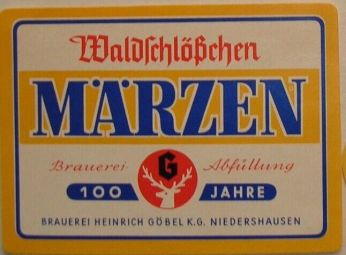 Waldschlößchen
MÄRZEN
Brauerei G Abfüllung
100 JAHRE
BRAUEREI HEINRICH GÖBEL K.G. NIEDERSHAUSEN